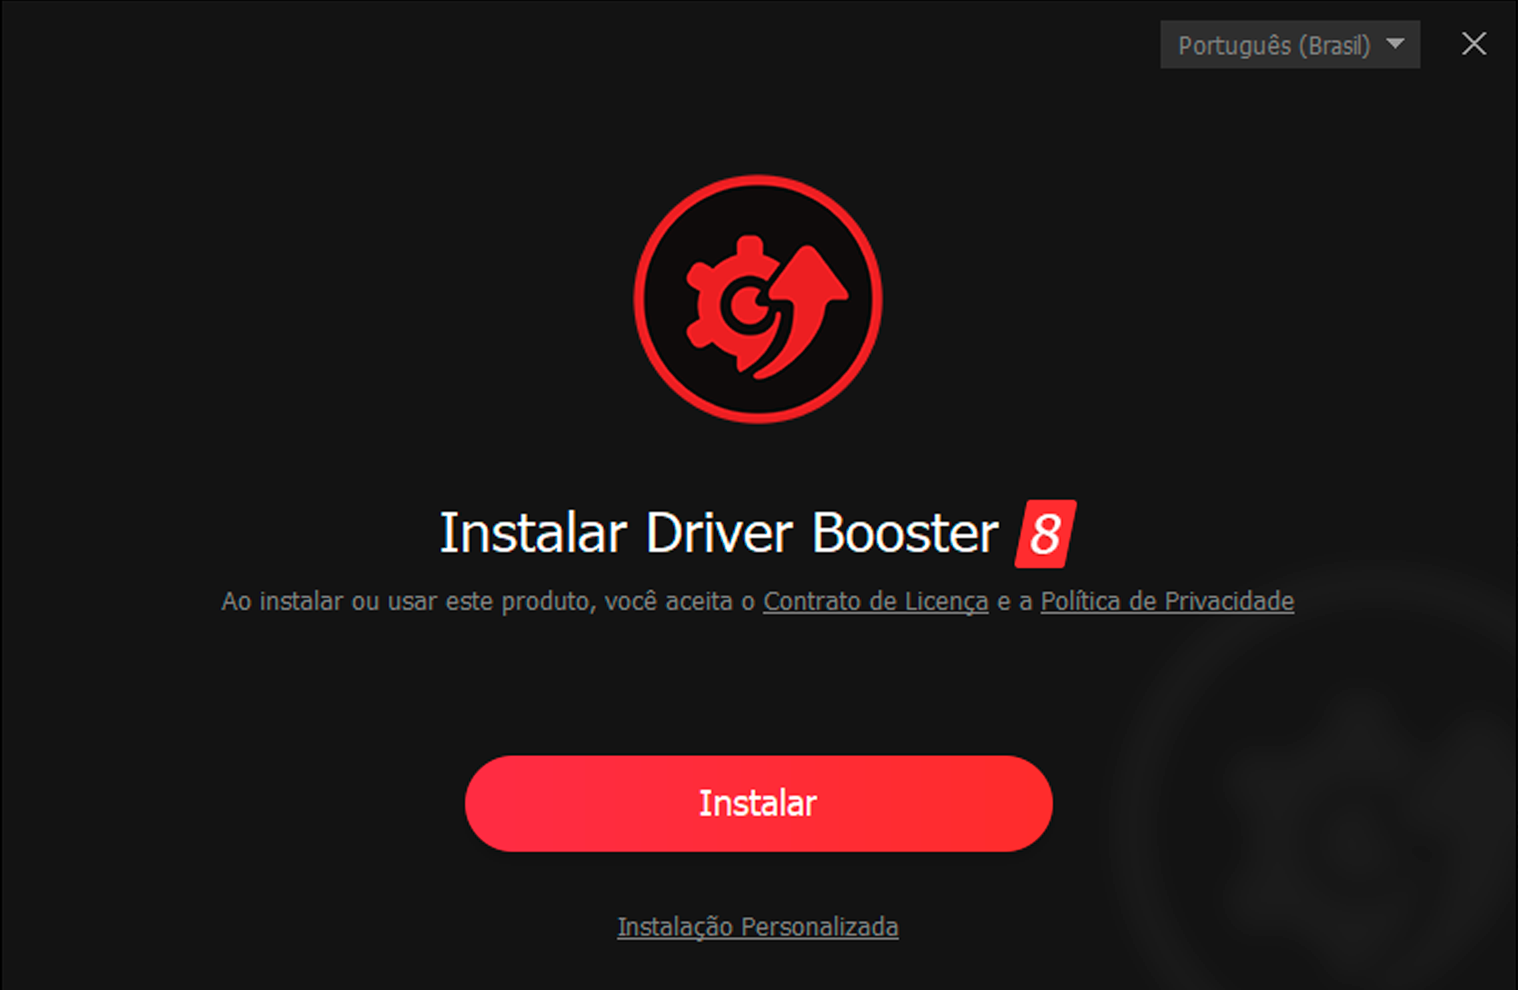 Português (Brasil)
Instalar Driver Booster 8
Ao instalar ou usar este produto, você aceita o Contrato de Licença e a Política de Privacidade
Instalar
Instalação Personalizada